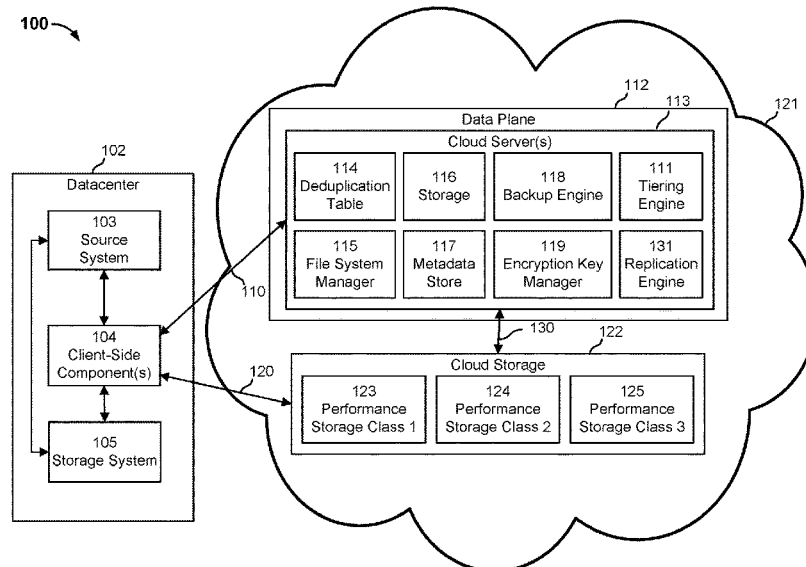 100
112
113
121
Data Plane
Cloud Server(s)
102
Datacenter
114
Deduplication
Table
116
Storage
118
Backup Engine
111
Tiering
Engine
103
Source
System
115
File System
Manager
117
Metadata
Store
119
Encryption Key
Manager
131
Replication
Engine
110
104
Client-Side
Component(s)
130
122
120
Cloud Storage
123
Performance
Storage Class 1
124
Performance
Storage Class 2
125
Performance
Storage Class 3
105
Storage System